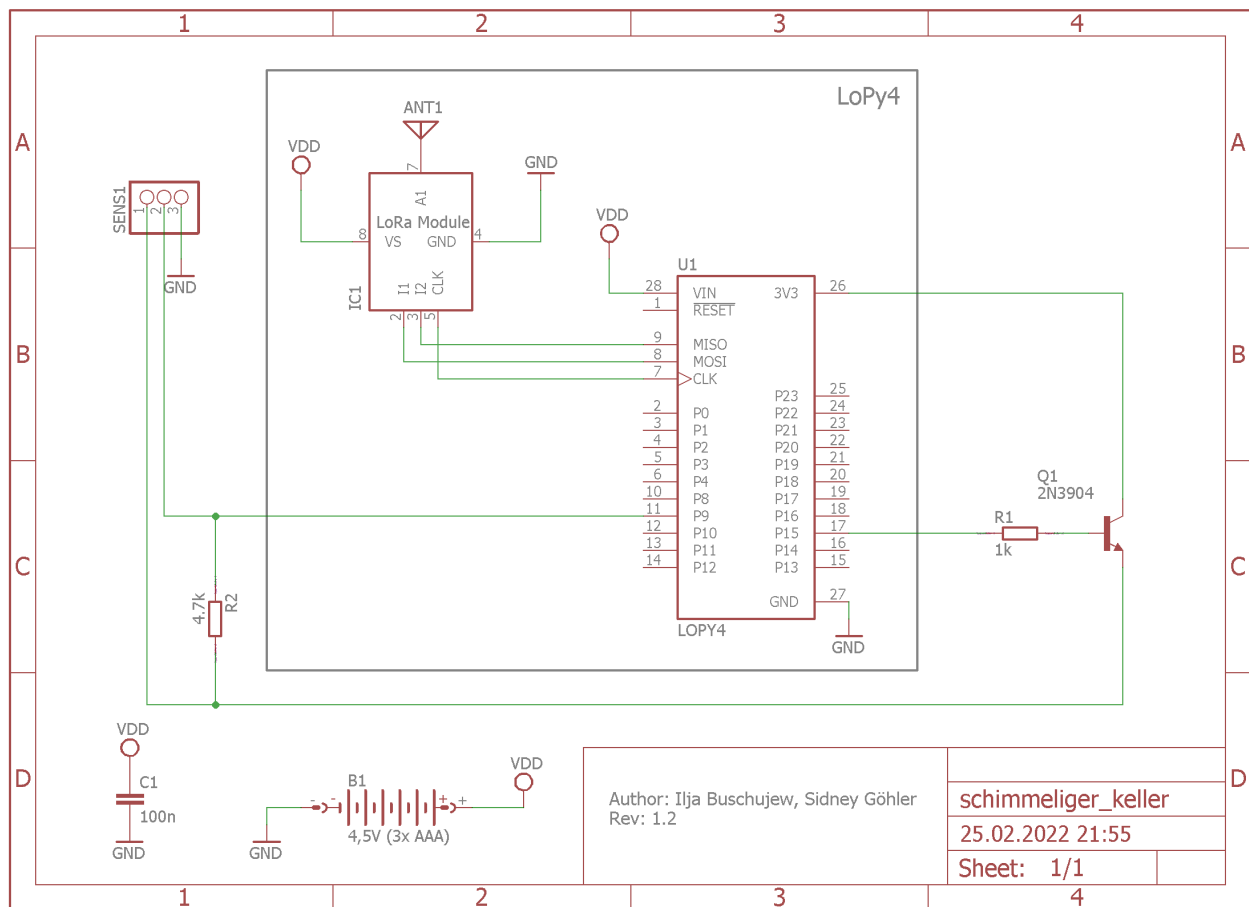 1 2 3 4
A A
B B
C C
D D
LoPy4
ANT1
7
VDD
GND
A1
LoRa Module
8 VS GND 4
I1 I2 CLK
2 3 5
IC1
SENS1
1 2 3
GND
VDD
U1
28 VIN 3V3 26
1 RESET
9 MISO
8 MOSI
7 CLK
P23 25
2 P0 P22 24
3 P1 P21 23
4 P2 P20 22
5 P3 P19 21
6 P4 P18 20
10 P8 P17 19
11 P9 P16 18
12 P10 P15 17
13 P11 P14 16
14 P12 P13 15
GND 27
LOPY4
GND
Q1
2N3904
R1
1k
4.7k
R2
VDD
C1
100n
GND
B1
- - + +
4,5V (3x AAA)
GND
VDD
Author: Ilja Buschujew, Sidney Göhler
Rev: 1.2
schimmeliger_keller
25.02.2022 21:55
Sheet: 1/1
1 2 3 4